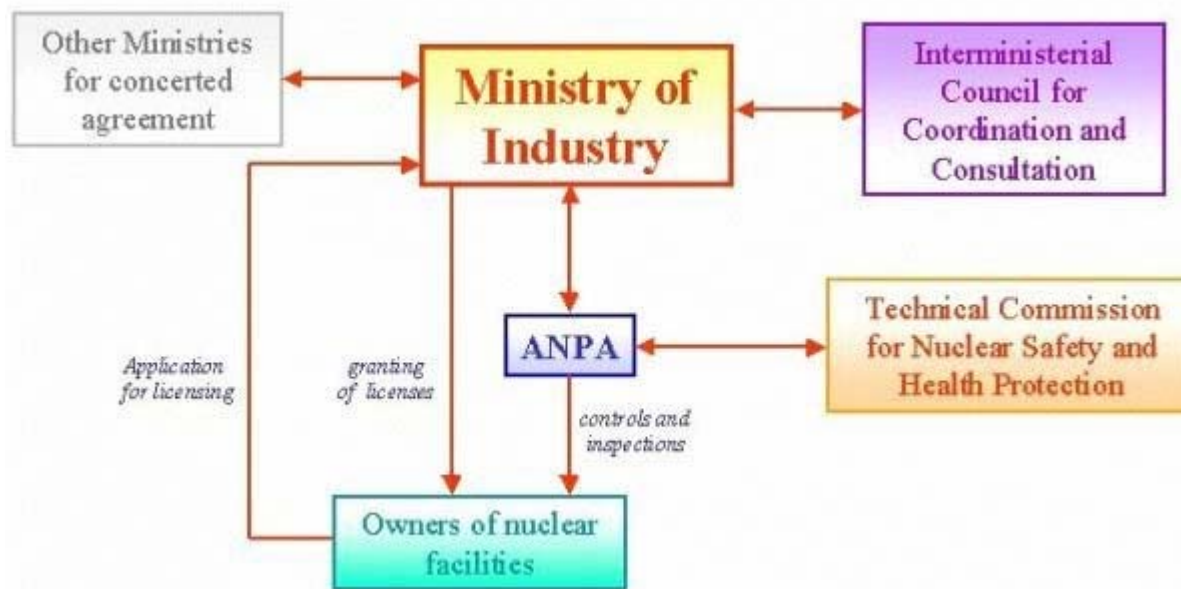 Other Ministries
for concerted
agreement
Ministry of
Industry
Interministerial
Council for
Coordination and
Consultation
ANPA
Technical Commission
for Nuclear Safety and
Health Protection
Application
for licensing
granting
of licenses
controls and
inspections
Owners of nuclear
facilities